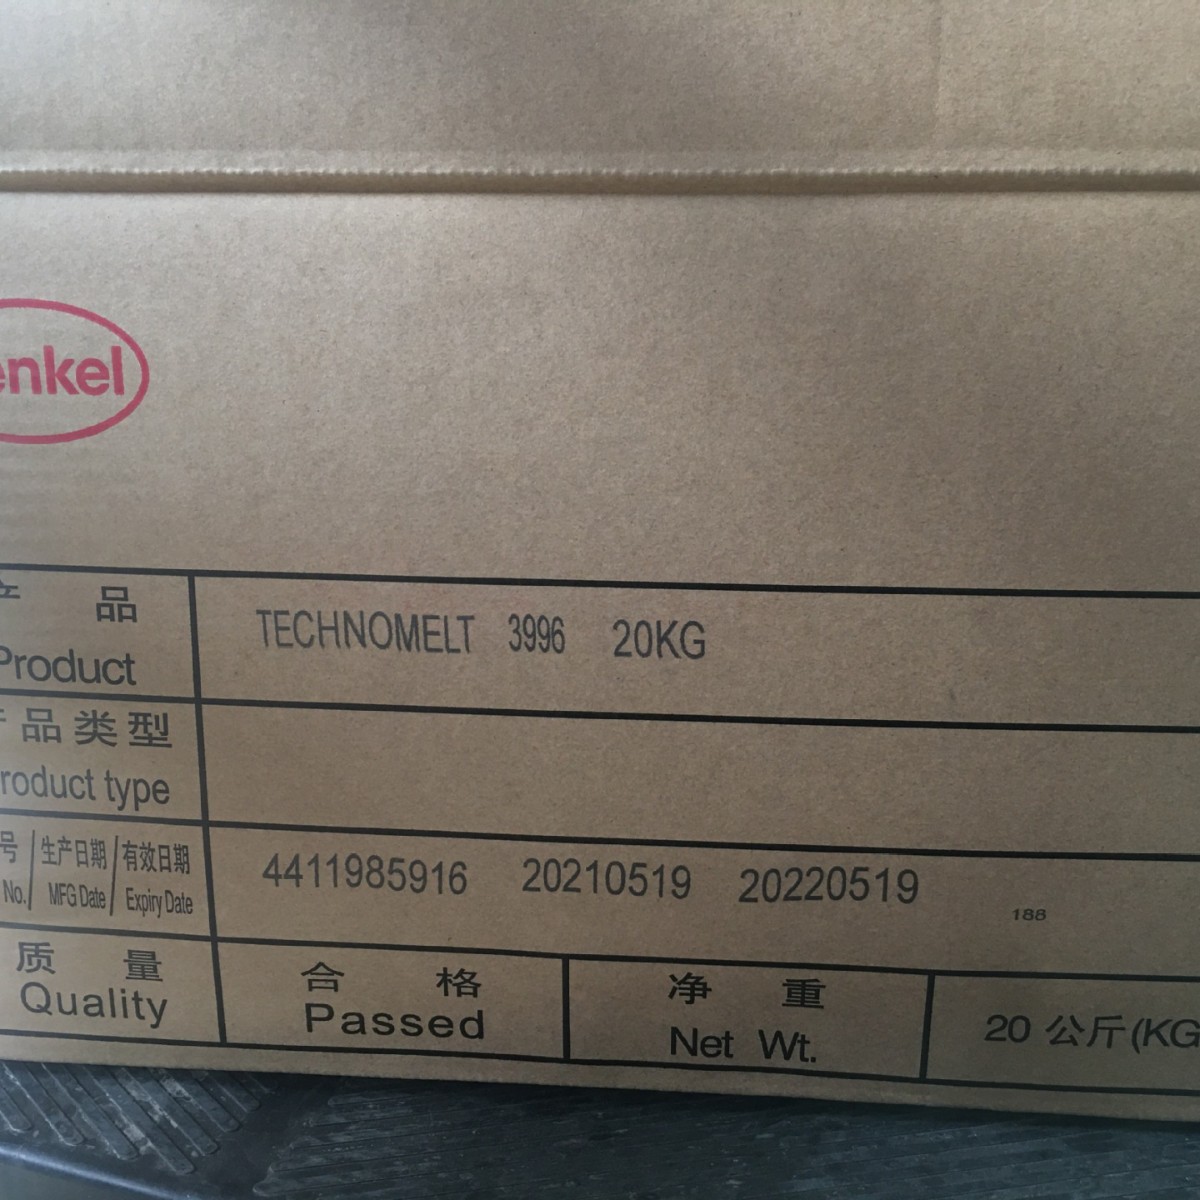 enkel
产 品
Product
TECHNOMELT 3996 20KG
品类型
roduct type
号/生产日期/有效日期
No./ MFG Date/ Expiry Date
4411985916 20210519 20220519
188
质 量
Quality
合 格
Passed
净 重
Net Wt.
20 公斤(KG